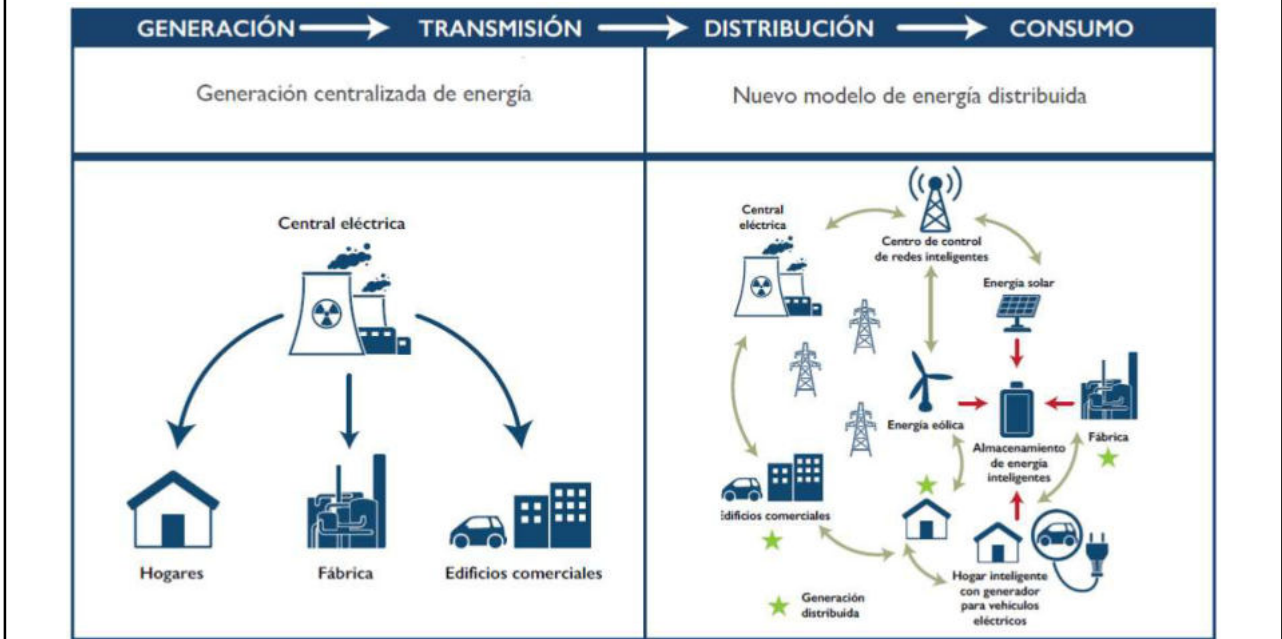 GENERACIÓN TRANSMISIÓN DISTRIBUCIÓN CONSUMO
Generación centralizada de energía
Nuevo modelo de energía distribuida
Central eléctrica
Hogares
Fábrica
Edificios comerciales
Central
eléctrica
Centro de control
de redes inteligentes
Energía solar
Energía eólica
Almacenamiento
de energía
inteligentes
Fábrica
Edificios comerciales
Hogar inteligente
con generador
para vehículos
eléctricos
Generación
distribuida